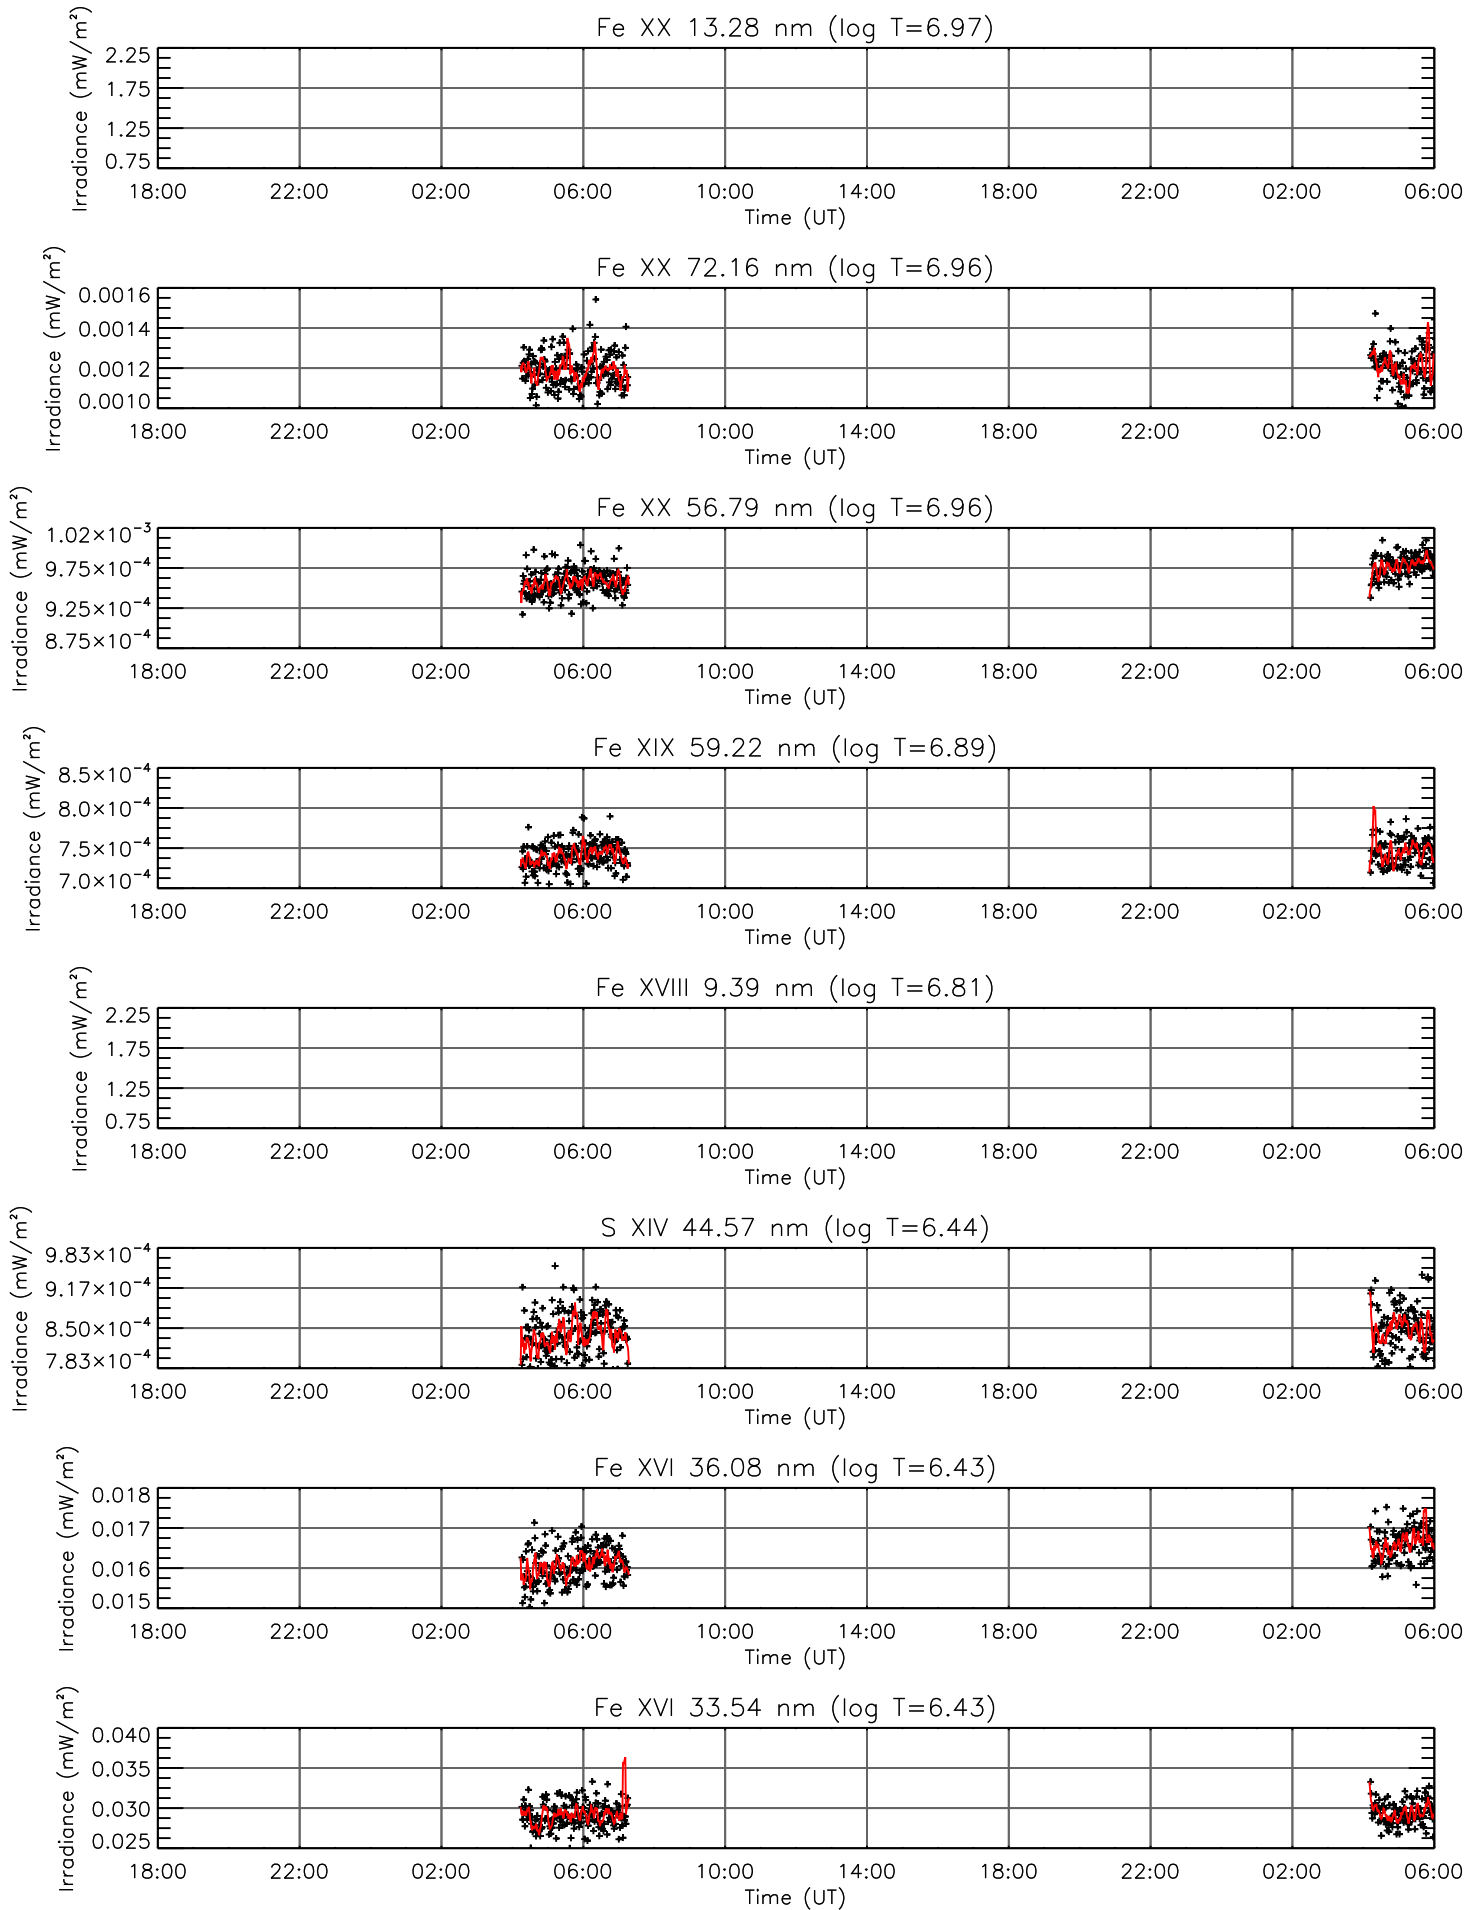 Fe XX 13.28 nm (log T=6.97)
Irradiance (mW/m²)
2.25
1.75
1.25
0.75
18:00 22:00 02:00 06:00 10:00 14:00 18:00 22:00 02:00 06:00
Time (UT)
Fe XX 72.16 nm (log T=6.96)
Irradiance (mW/m²)
0.0016
0.0014
0.0012
0.0010
18:00 22:00 02:00 06:00 10:00 14:00 18:00 22:00 02:00 06:00
Time (UT)
Fe XX 56.79 nm (log T=6.96)
Irradiance (mW/m²)
1.02×10⁻³
9.75×10⁻⁴
9.25×10⁻⁴
8.75×10⁻⁴
18:00 22:00 02:00 06:00 10:00 14:00 18:00 22:00 02:00 06:00
Time (UT)
Fe XIX 59.22 nm (log T=6.89)
Irradiance (mW/m²)
8.5×10⁻⁴
8.0×10⁻⁴
7.5×10⁻⁴
7.0×10⁻⁴
18:00 22:00 02:00 06:00 10:00 14:00 18:00 22:00 02:00 06:00
Time (UT)
Fe XVIII 9.39 nm (log T=6.81)
Irradiance (mW/m²)
2.25
1.75
1.25
0.75
18:00 22:00 02:00 06:00 10:00 14:00 18:00 22:00 02:00 06:00
Time (UT)
S XIV 44.57 nm (log T=6.44)
Irradiance (mW/m²)
9.83×10⁻⁴
9.17×10⁻⁴
8.50×10⁻⁴
7.83×10⁻⁴
18:00 22:00 02:00 06:00 10:00 14:00 18:00 22:00 02:00 06:00
Time (UT)
Fe XVI 36.08 nm (log T=6.43)
Irradiance (mW/m²)
0.018
0.017
0.016
0.015
18:00 22:00 02:00 06:00 10:00 14:00 18:00 22:00 02:00 06:00
Time (UT)
Fe XVI 33.54 nm (log T=6.43)
Irradiance (mW/m²)
0.040
0.035
0.030
0.025
18:00 22:00 02:00 06:00 10:00 14:00 18:00 22:00 02:00 06:00
Time (UT)